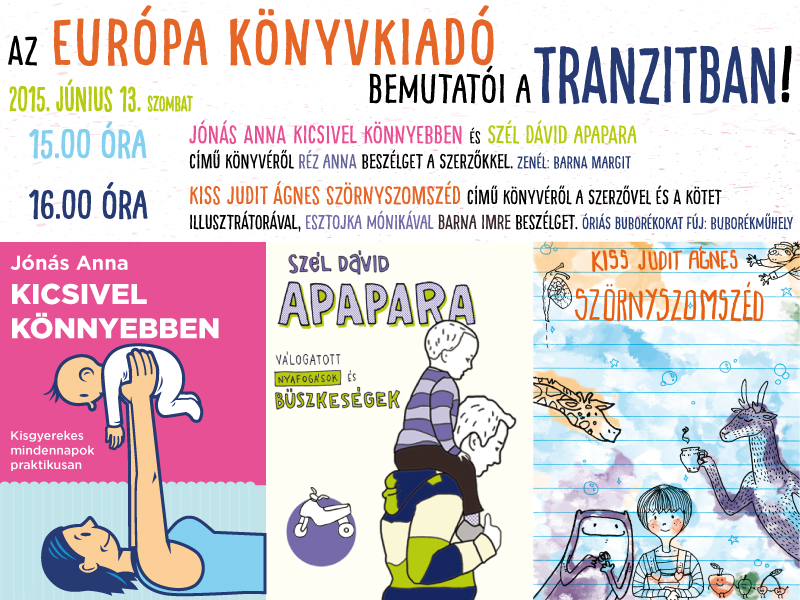 AZ EURÓPA KÖNYVKIADÓ
BEMUTATÓI A TRANZITBAN!
2015. JÚNIUS 13. SZOMBAT
15.00 ÓRA
JÓNÁS ANNA KICSIVEL KÖNNYEBBEN ÉS SZÉL DÁVID APAPARA
CÍMŰ KÖNYVÉRŐL RÉZ ANNA BESZÉLGET A SZERZŐKKEL. ZENÉL: BARNA MARGIT
16.00 ÓRA
KISS JUDIT ÁGNES SZÖRNYSZOMSZÉD CÍMŰ KÖNYVÉRŐL A SZERZŐVEL ÉS A KÖTET
ILLUSZTRÁTORÁVAL, ESZTOJKA MÓNIKÁVAL BARNA IMRE BESZÉLGET. ÓRIÁS BUBORÉKOKAT FÚJ: BUBORÉKMŰHELY
Jónás Anna
KICSIVEL
KÖNNYEBBEN
Kisgyerekes
mindennapok
praktikusan
SZÉL DÁVID
APAPARA
VÁLOGATOTT
NYAFOGÁSOK ÉS
BÜSZKESÉGEK
KISS JUDIT ÁGNES
SZÖRNYSZOMSZÉD